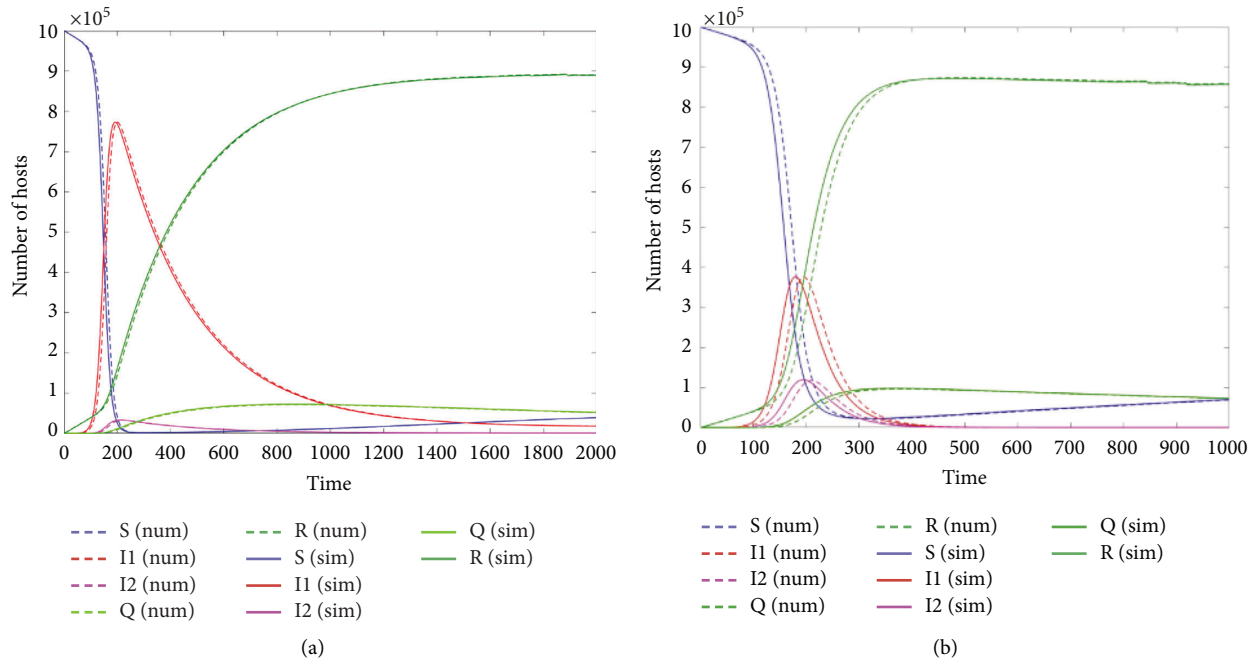 ×10⁵
10
9
8
7
6
5
4
3
2
1
0
Number of hosts
0 200 400 600 800 1000 1200 1400 1600 1800 2000
Time
S (num)
I1 (num)
I2 (num)
Q (num)
R (num)
S (sim)
I1 (sim)
I2 (sim)
Q (sim)
R (sim)
(a)
×10⁵
10
9
8
7
6
5
4
3
2
1
0
Number of hosts
0 100 200 300 400 500 600 700 800 900 1000
Time
S (num)
I1 (num)
I2 (num)
Q (num)
R (num)
S (sim)
I1 (sim)
I2 (sim)
Q (sim)
R (sim)
(b)